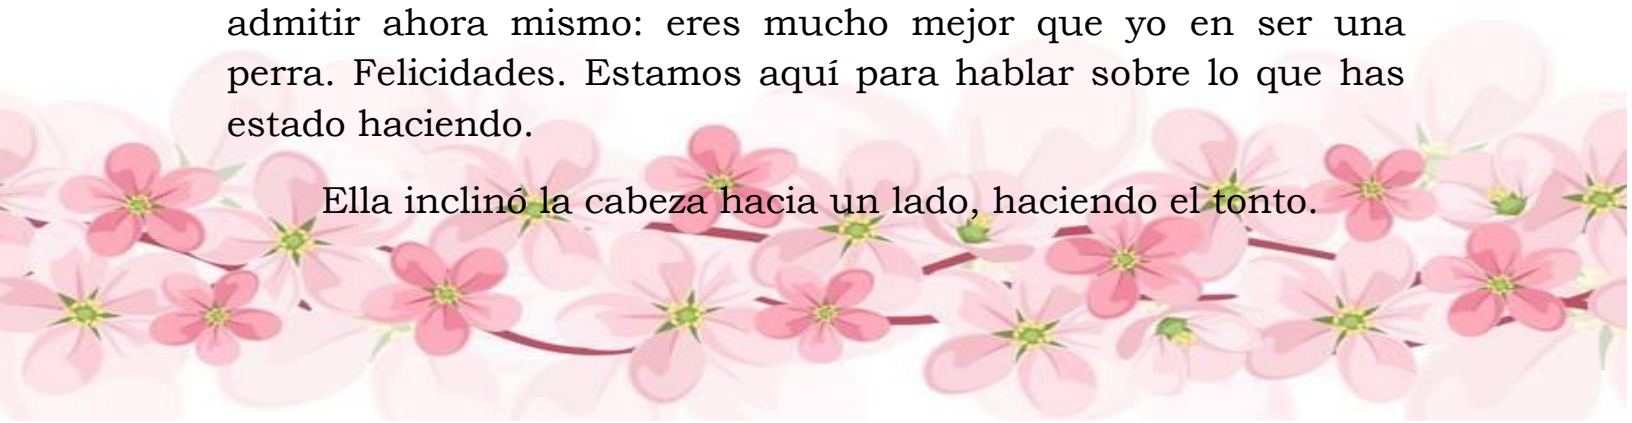 admitir ahora mismo: eres mucho mejor que yo en ser una
perra. Felicidades. Estamos aquí para hablar sobre lo que has
estado haciendo.
Ella inclinó la cabeza hacia un lado, haciendo el tonto.